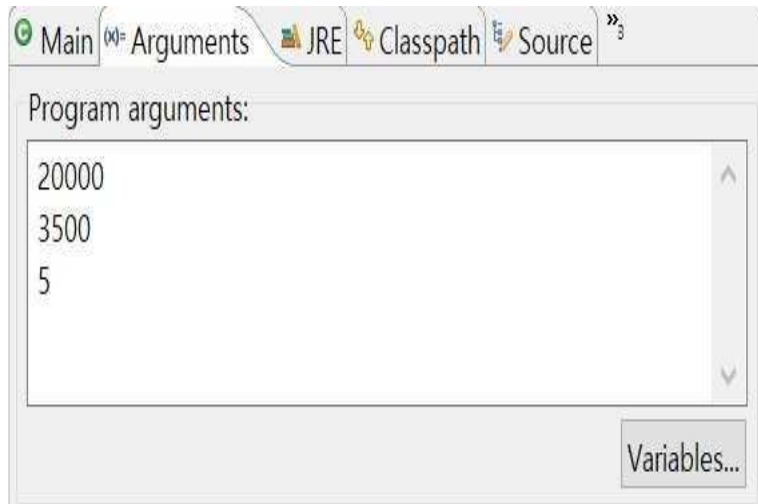 Main (x)= Arguments JRE Classpath Source »3
Program arguments:
20000
3500
5
Variables...